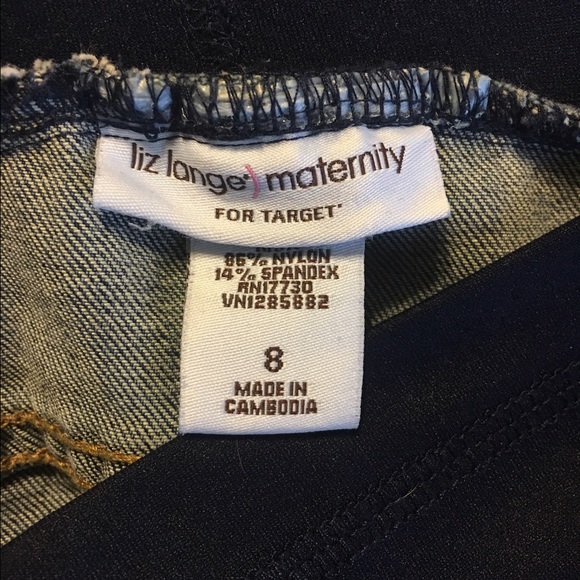 liz lange) maternity
FOR TARGET
86% NYLON
14% SPANDEX
RN17730
VN1285882
8
MADE IN
CAMBODIA